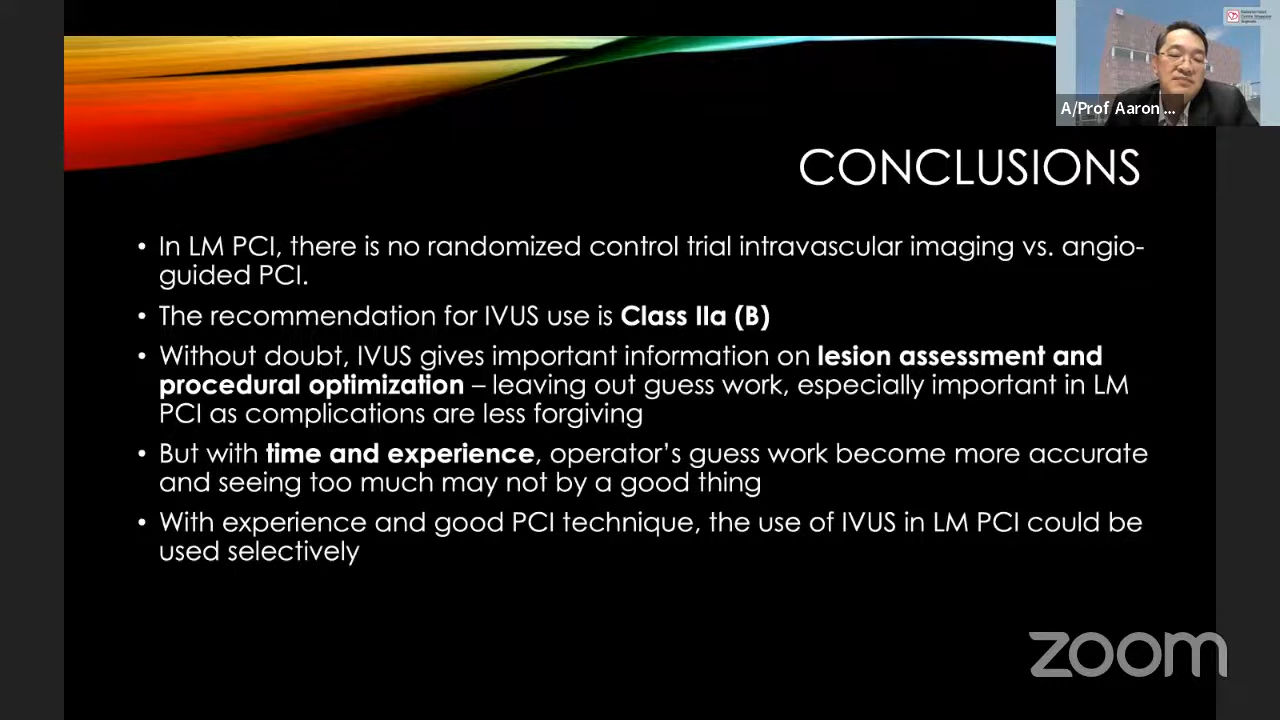 A/Prof Aaron ...
CONCLUSIONS
• In LM PCI, there is no randomized control trial intravascular imaging vs. angio-
guided PCI.
• The recommendation for IVUS use is Class IIa (B)
• Without doubt, IVUS gives important information on lesion assessment and
procedural optimization – leaving out guess work, especially important in LM
PCI as complications are less forgiving
• But with time and experience, operator's guess work become more accurate
and seeing too much may not by a good thing
• With experience and good PCI technique, the use of IVUS in LM PCI could be
used selectively
zoom